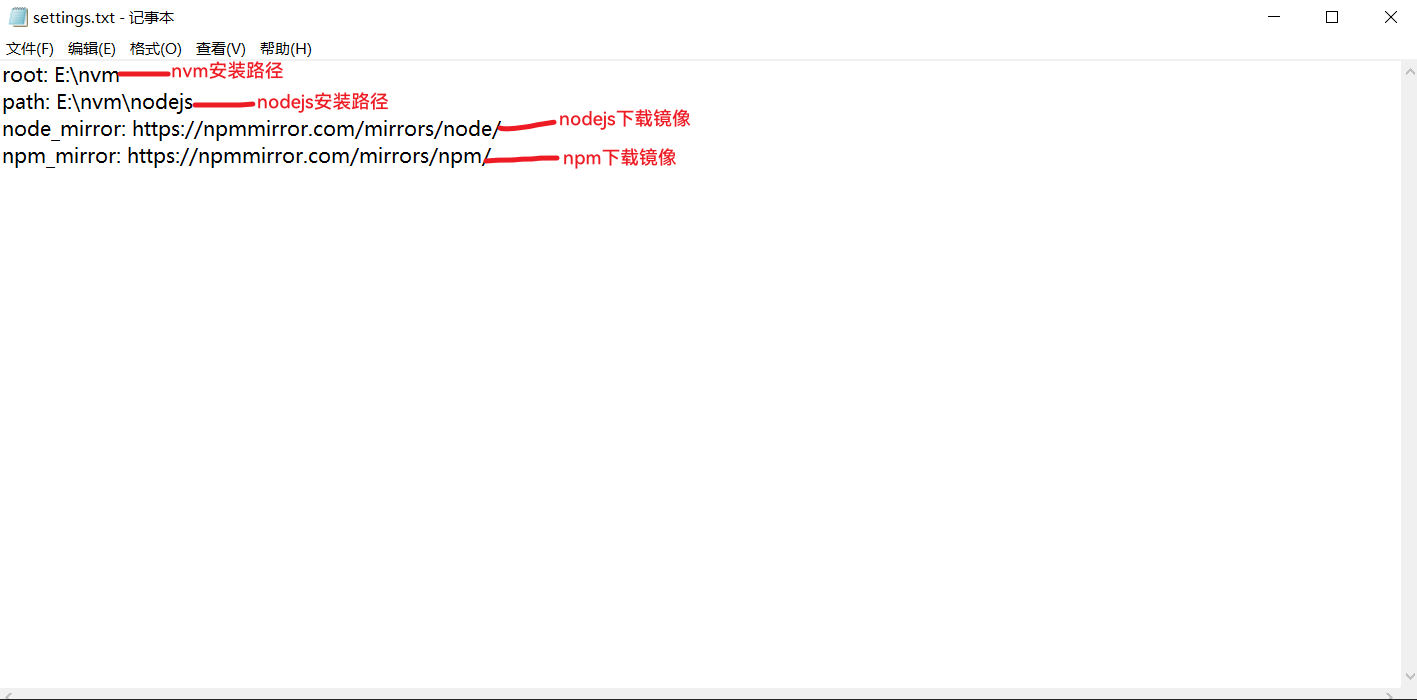 settings.txt - 记事本
文件(F) 编辑(E) 格式(O) 查看(V) 帮助(H)
root: E:\nvm nvm安装路径
path: E:\nvm\nodejs nodejs安装路径
node_mirror: https://npmmirror.com/mirrors/node/ nodejs下载镜像
npm_mirror: https://npmmirror.com/mirrors/npm/ npm下载镜像